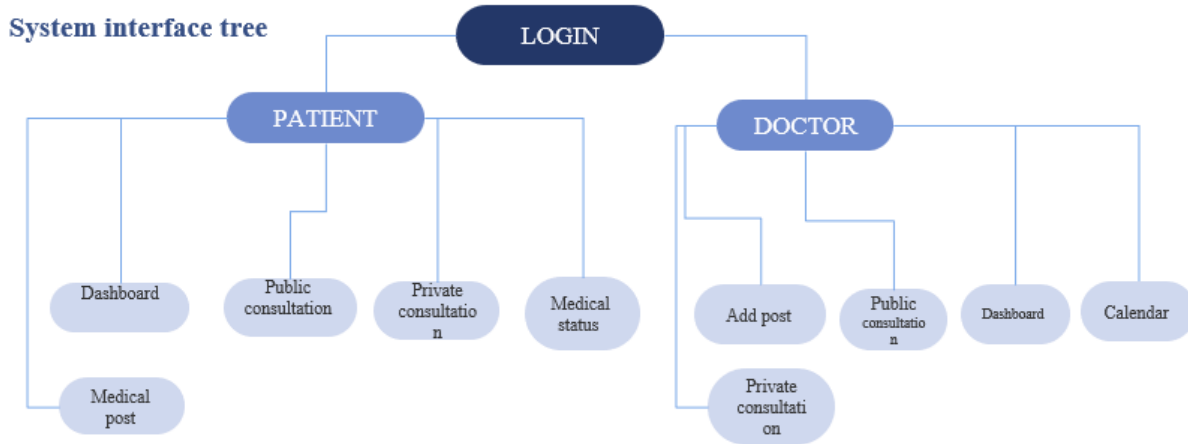 System interface tree
LOGIN
PATIENT
DOCTOR
Dashboard
Public
consultation
Private
consultatio
n
Medical
status
Add post
Public
consultatio
n
Dashboard
Calendar
Medical
post
Private
consultati
on